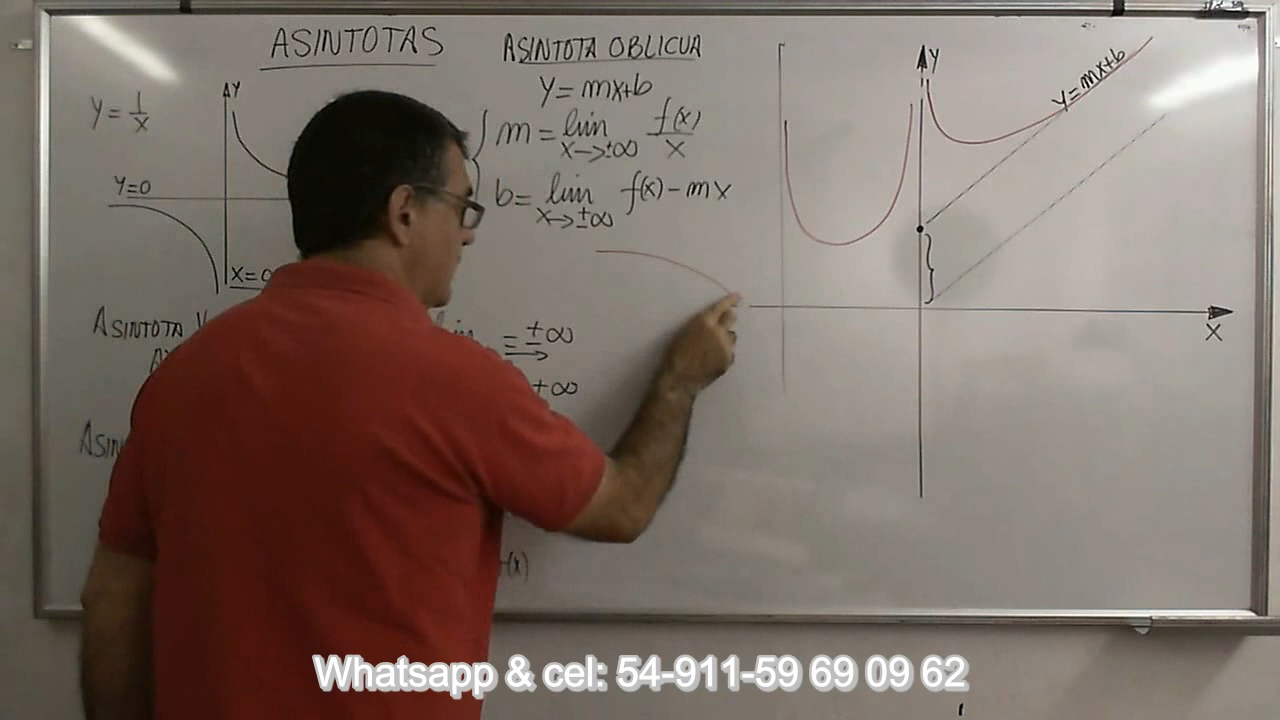 ASINTOTAS
Y = 1/X
Y
Y=0
X=0
ASINTOTA
= ±∞
+∞
(x)
ASINTOTA OBLICUA
Y = mx+b
m = lim f(x)/x
x→±∞
b = lim f(x) - mx
x→±∞
Y
Y=mx+b
X
Whatsapp & cel: 54-911-59 69 09 62